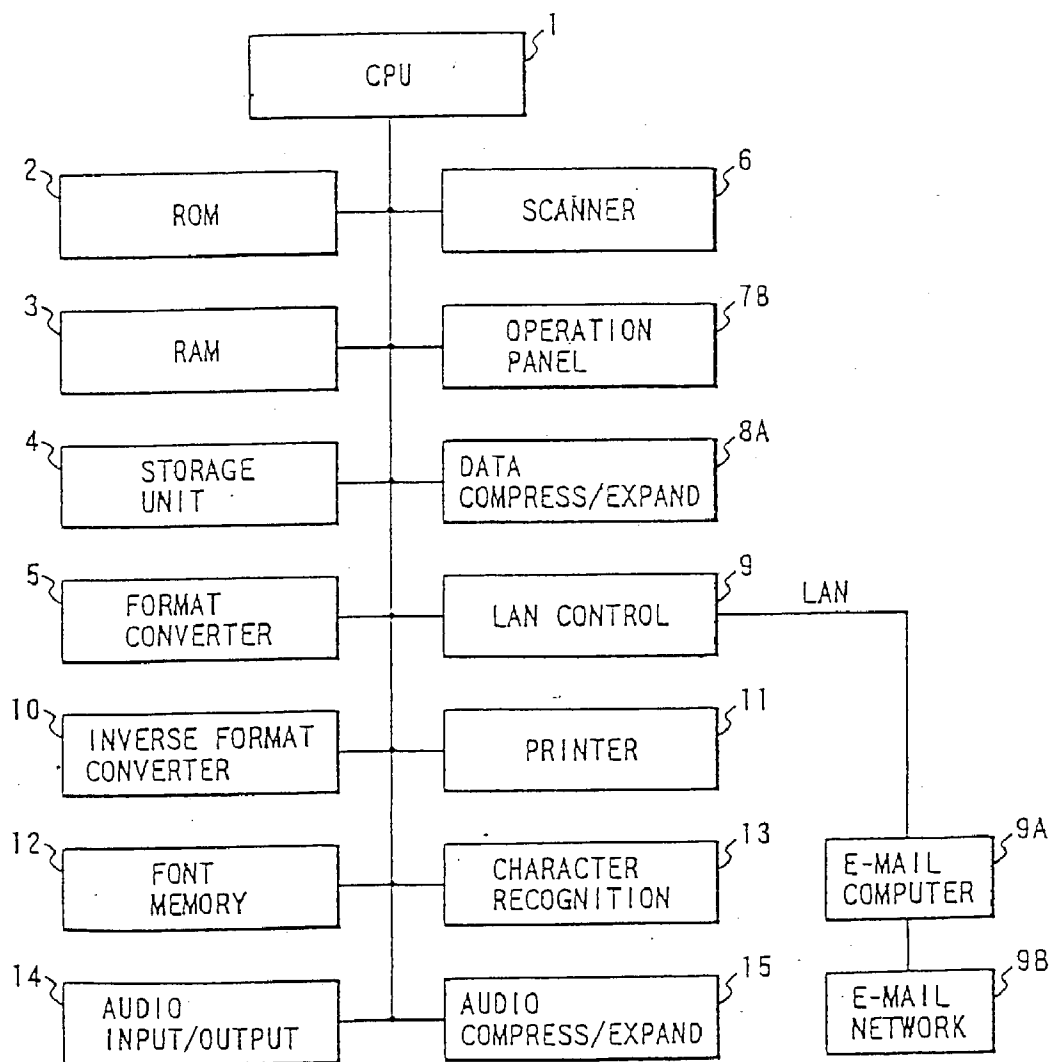 1
CPU
2
ROM
6
SCANNER
3
RAM
7B
OPERATION
PANEL
4
STORAGE
UNIT
8A
DATA
COMPRESS/EXPAND
5
FORMAT
CONVERTER
9
LAN CONTROL
LAN
10
INVERSE FORMAT
CONVERTER
11
PRINTER
12
FONT
MEMORY
13
CHARACTER
RECOGNITION
9A
E-MAIL
COMPUTER
14
AUDIO
INPUT/OUTPUT
15
AUDIO
COMPRESS/EXPAND
9B
E-MAIL
NETWORK